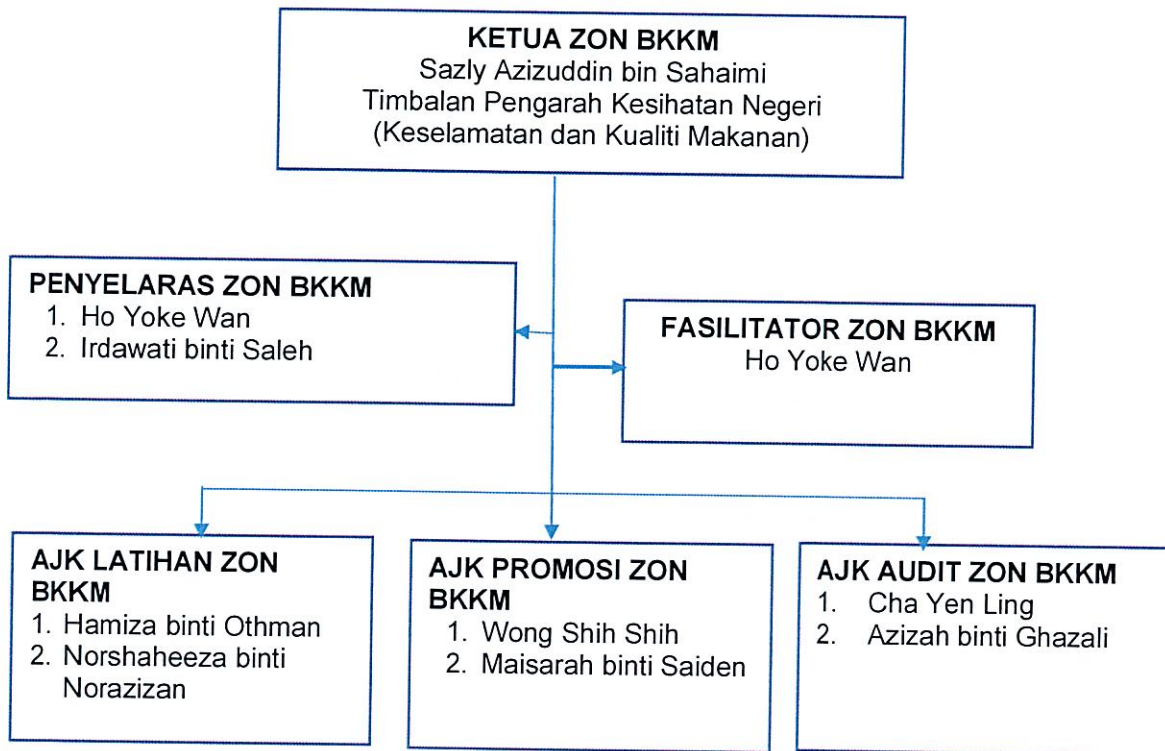 KETUA ZON BKKM
Sazly Azizuddin bin Sahaimi
Timbalan Pengarah Kesihatan Negeri
(Keselamatan dan Kualiti Makanan)
PENYELARAS ZON BKKM
1. Ho Yoke Wan
2. Irdawati binti Saleh
FASILITATOR ZON BKKM
Ho Yoke Wan
AJK LATIHAN ZON
BKKM
1. Hamiza binti Othman
2. Norshaheeza binti
Norazizan
AJK PROMOSI ZON
BKKM
1. Wong Shih Shih
2. Maisarah binti Saiden
AJK AUDIT ZON BKKM
1. Cha Yen Ling
2. Azizah binti Ghazali